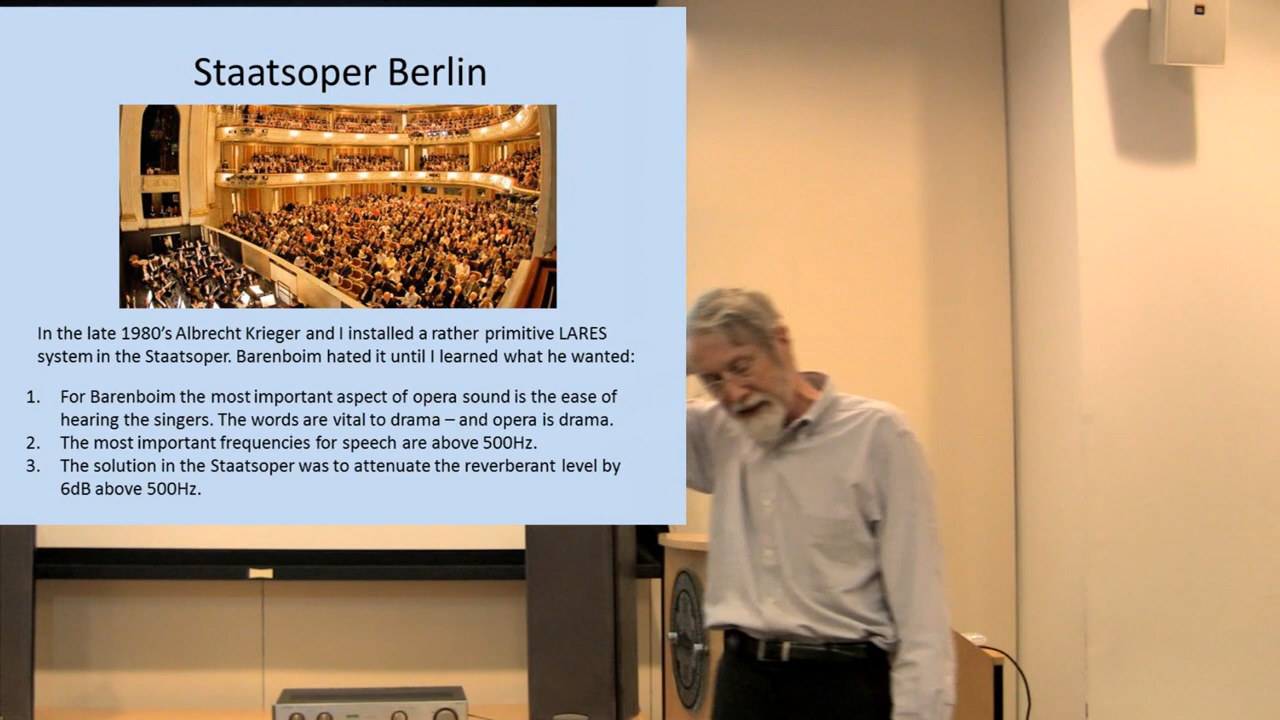 Staatsoper Berlin
In the late 1980's Albrecht Krieger and I installed a rather primitive LARES
system in the Staatsoper. Barenboim hated it until I learned what he wanted:
1. For Barenboim the most important aspect of opera sound is the ease of
hearing the singers. The words are vital to drama – and opera is drama.
2. The most important frequencies for speech are above 500Hz.
3. The solution in the Staatsoper was to attenuate the reverberant level by
6dB above 500Hz.